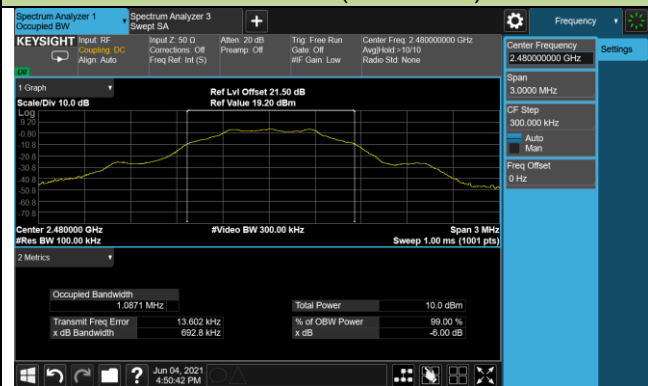 Spectrum Analyzer 1
Occupied BW
Spectrum Analyzer 3
Swept SA
+
Frequency
KEYSIGHT
Input: RF
Coupling: DC
Align: Auto
Input Z: 50 Ω
Corrections: Off
Freq Ref: Int (S)
Atten: 20 dB
Preamp: Off
Trig: Free Run
Gate: Off
#IF Gain: Low
Center Freq: 2.480000000 GHz
Avg|Hold:>10/10
Radio Std: None
LXI
Center Frequency
2.480000000 GHz
Settings
Span
3.0000 MHz
CF Step
300.000 kHz
Auto
Man
Freq Offset
0 Hz
1 Graph
Scale/Div 10.0 dB
Ref Lvl Offset 21.50 dB
Ref Value 19.20 dBm
Log
9.20
-0.80
-10.8
-20.8
-30.8
-40.8
-50.8
-60.8
-70.8
Center 2.480000 GHz
#Res BW 100.00 kHz
#Video BW 300.00 kHz
Span 3 MHz
Sweep 1.00 ms (1001 pts)
2 Metrics
Occupied Bandwidth
1.0871 MHz
Total Power 10.0 dBm
Transmit Freq Error 13.602 kHz
% of OBW Power 99.00 %
x dB Bandwidth 692.8 kHz
x dB -6.00 dB
?
Jun 04, 2021
4:50:42 PM